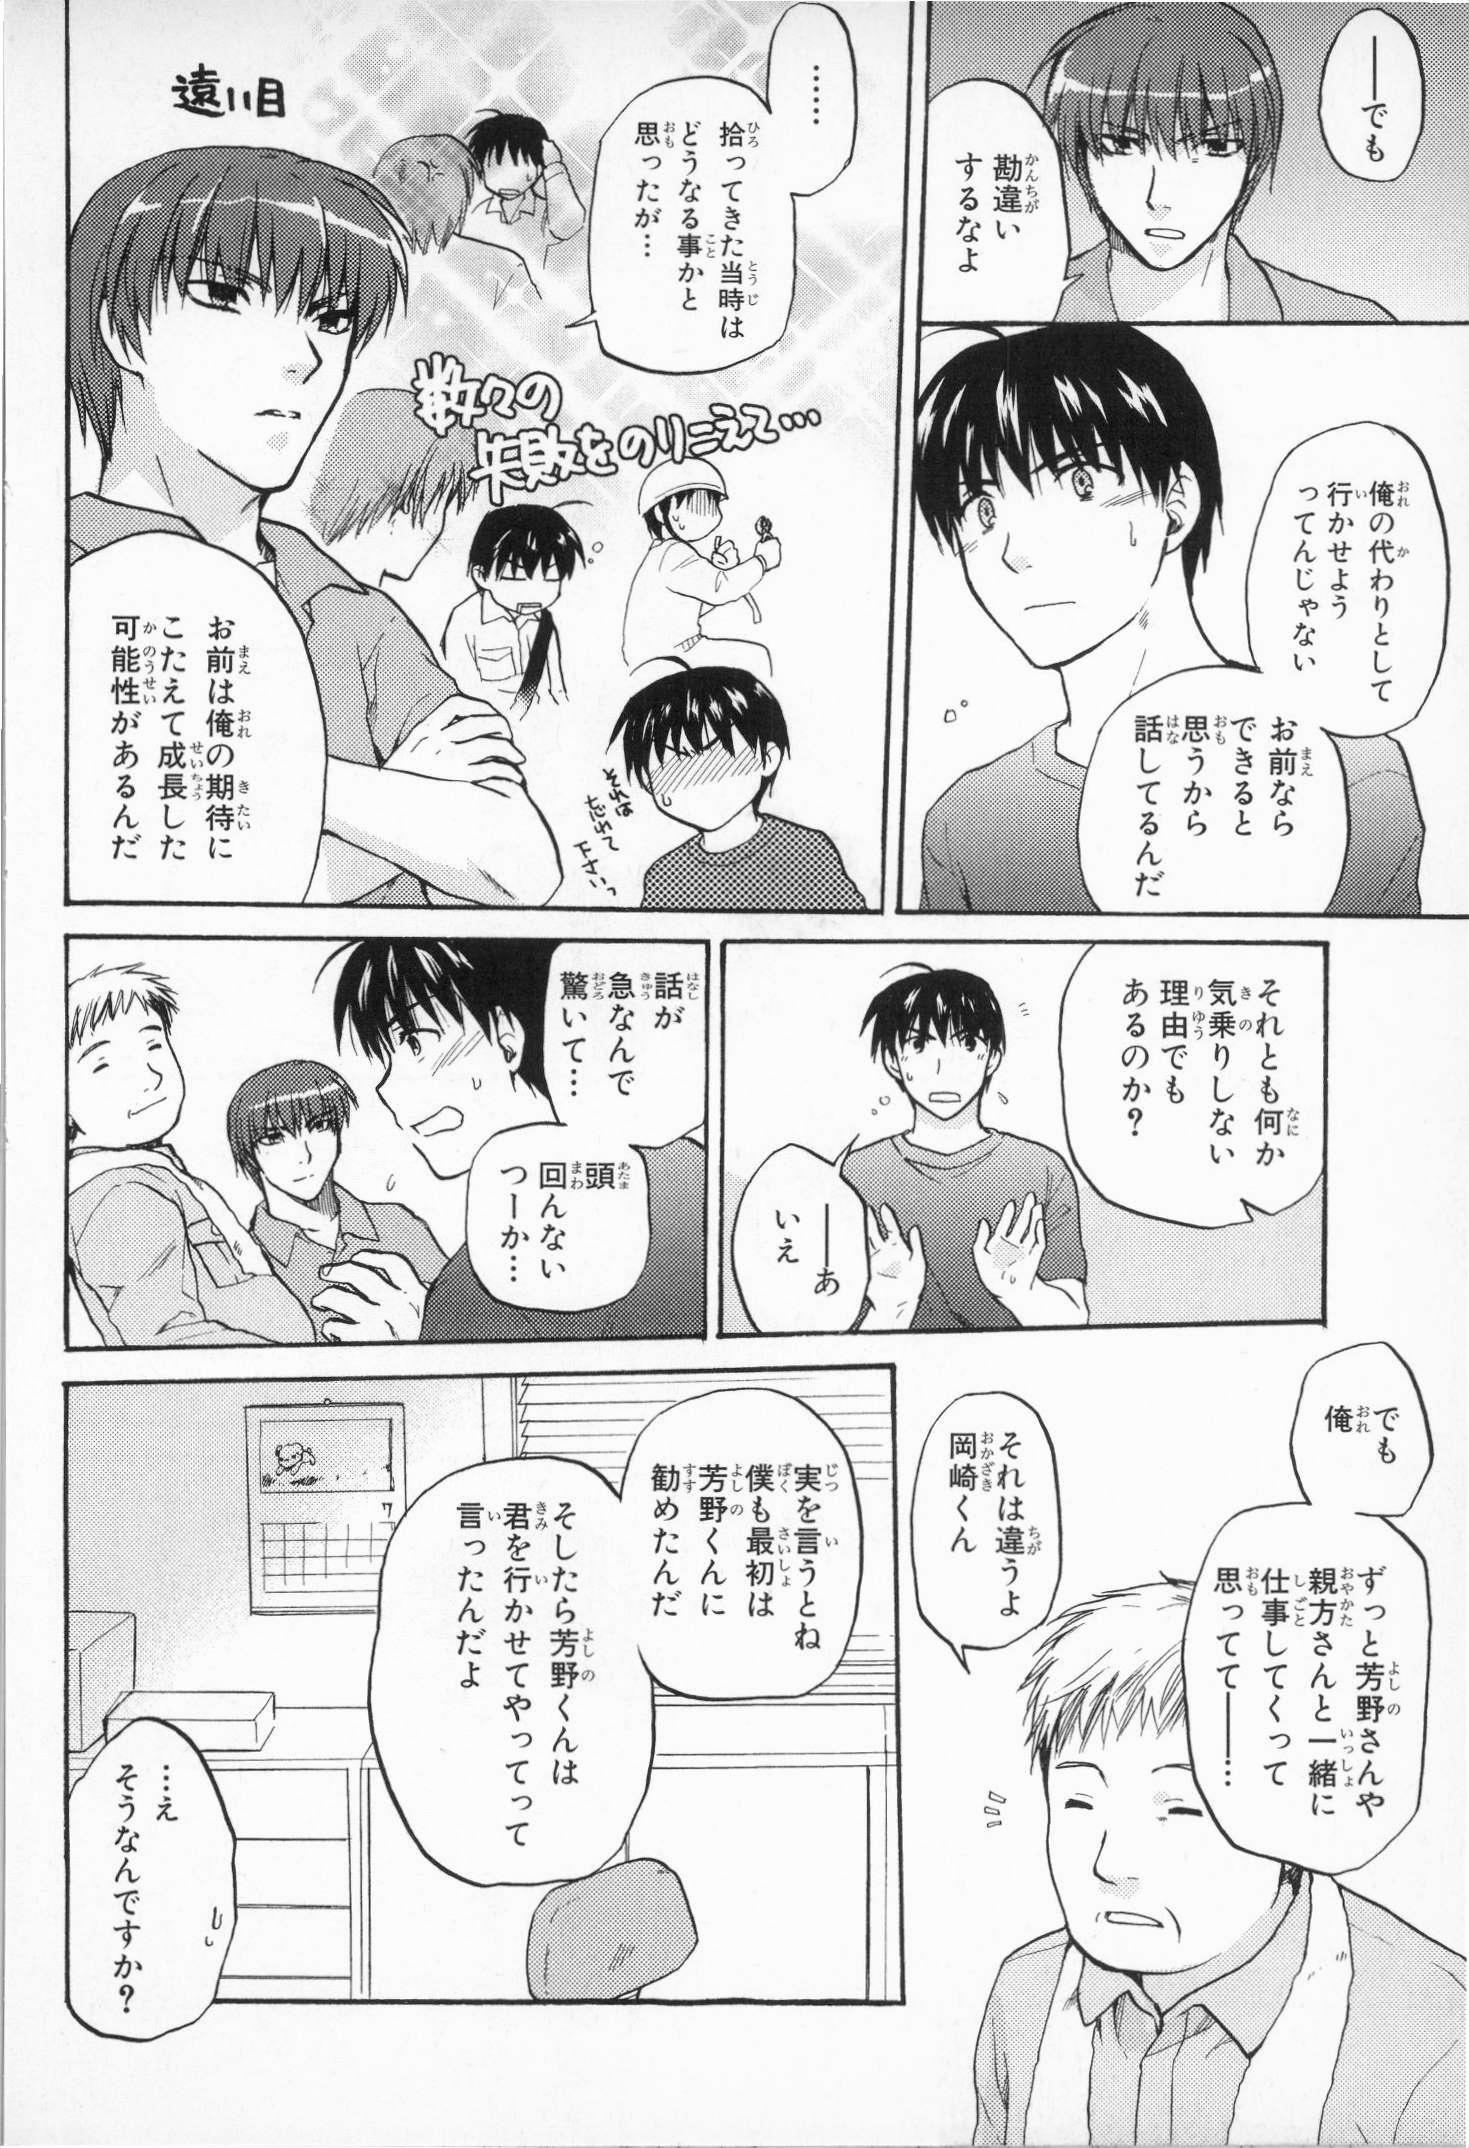 ――でも
勘違い
するなよ
俺の代わりとして
行かせよう
ってんじゃない
お前なら
できると
思うから
話してるんだ
……
拾ってきた当時は
どうなる事かと
思ったが…
遠い目
数々の
失敗をのりこえて…
それは
忘れて
下さいっ
お前は俺の期待に
こたえて成長した
可能性があるんだ
それとも何か
気乗りしない
理由でも
あるのか？
――あ
いえ
話が
急なんで
驚いて…
頭
回んない
つーか…
でも
俺
ずっと芳野さんや
親方さんと一緒に
仕事してくって
思ってて――…
それは違うよ
岡崎くん
実を言うとね
僕も最初は
芳野くんに
勧めたんだ
そしたら芳野くんは
君を行かせてやってって
言ったんだよ
7
…え
そうなんですか？